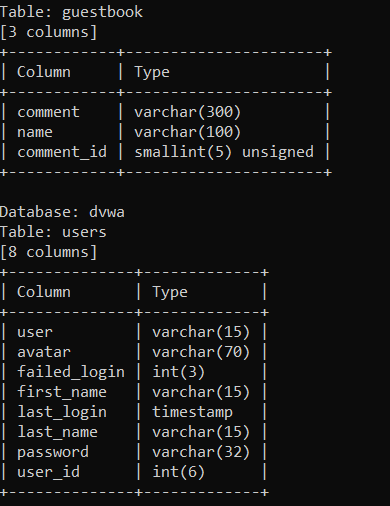 Table: guestbook
[3 columns]
+------------+----------------------+
| Column     | Type                 |
+------------+----------------------+
| comment    | varchar(300)         |
| name       | varchar(100)         |
| comment_id | smallint(5) unsigned |
+------------+----------------------+

Database: dvwa
Table: users
[8 columns]
+--------------+-------------+
| Column       | Type        |
+--------------+-------------+
| user         | varchar(15) |
| avatar       | varchar(70) |
| failed_login | int(3)      |
| first_name   | varchar(15) |
| last_login   | timestamp   |
| last_name    | varchar(15) |
| password     | varchar(32) |
| user_id      | int(6)      |
+--------------+-------------+